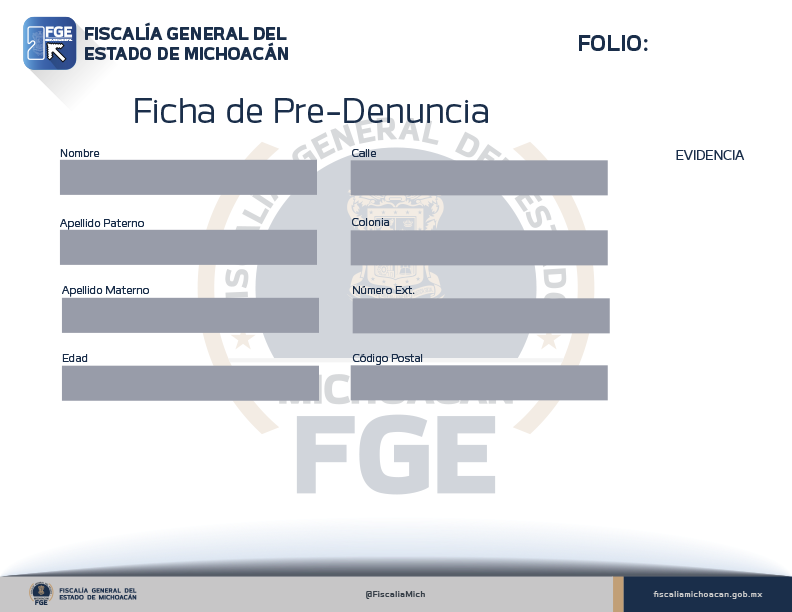 FGE
FISCALÍA GENERAL DEL
ESTADO DE MICHOACÁN
FOLIO:
Ficha de Pre-Denuncia
EVIDENCIA
Nombre
Calle
Apellido Paterno
Colonia
Apellido Materno
Número Ext.
Edad
Código Postal
FISCALÍA GENERAL DEL ESTADO
MICHOACÁN
FGE
FGE
FISCALÍA GENERAL DEL
ESTADO DE MICHOACÁN
@FiscaliaMich
fiscaliamichoacan.gob.mx